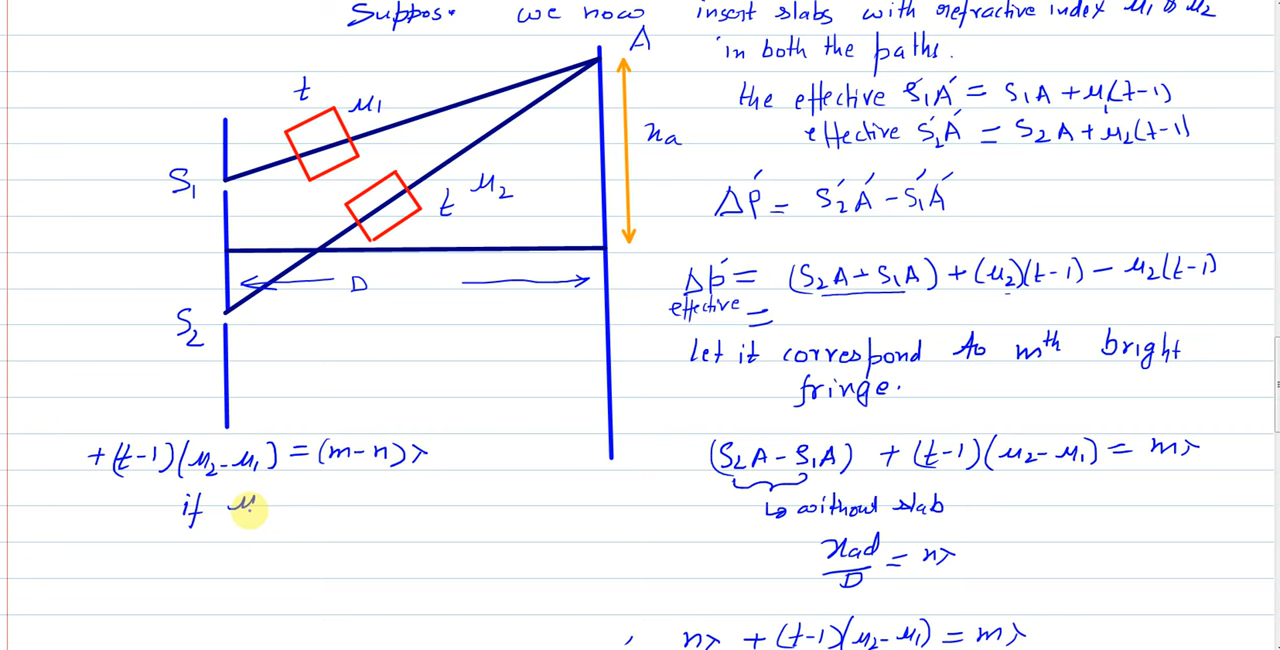 Suppose we now insert slabs with refractive index μ1 & μ2
in both the paths.
the effective S1'A' = S1A + μ1(t-1)
effective S2'A' = S2A + μ2(t-1)
Δp' = S2'A' - S1'A'
Δp' = (S2A - S1A) + (μ2)(t-1) - μ2(t-1)
effective =
Let it correspond to mth bright
fringe.
(S2A - S1A) + (t-1)(μ2-μ1) = mλ
↳ without slab
xad/D = nλ
, nλ + (t-1)(μ2-μ1) = mλ
A
t
μ1
xa
S1
μ2
t
D
S2
+(t-1)(μ2-μ1) = (m-n)λ
if μ